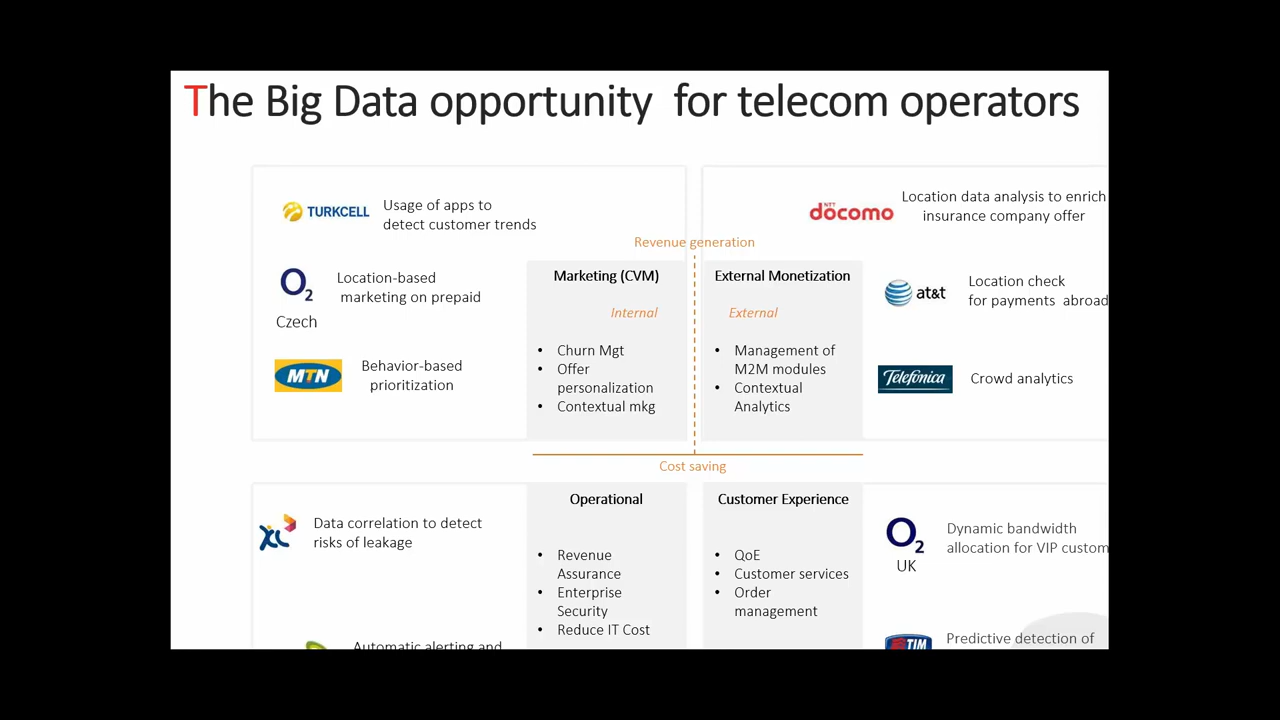 The Big Data opportunity for telecom operators
TURKCELL
Usage of apps to
detect customer trends
O2
Czech
Location-based
marketing on prepaid
MTN
Behavior-based
prioritization
Revenue generation
Marketing (CVM)
Internal
• Churn Mgt
• Offer
personalization
• Contextual mkg
External Monetization
External
• Management of
M2M modules
• Contextual
Analytics
NTT
docomo
Location data analysis to enrich
insurance company offer
at&t
Location check
for payments abroad
Telefonica
Crowd analytics
Cost saving
XL
Data correlation to detect
risks of leakage
Automatic alerting and
Operational
• Revenue
Assurance
• Enterprise
Security
• Reduce IT Cost
Customer Experience
• QoE
• Customer services
• Order
management
O2
UK
Dynamic bandwidth
allocation for VIP custom
TIM
Predictive detection of